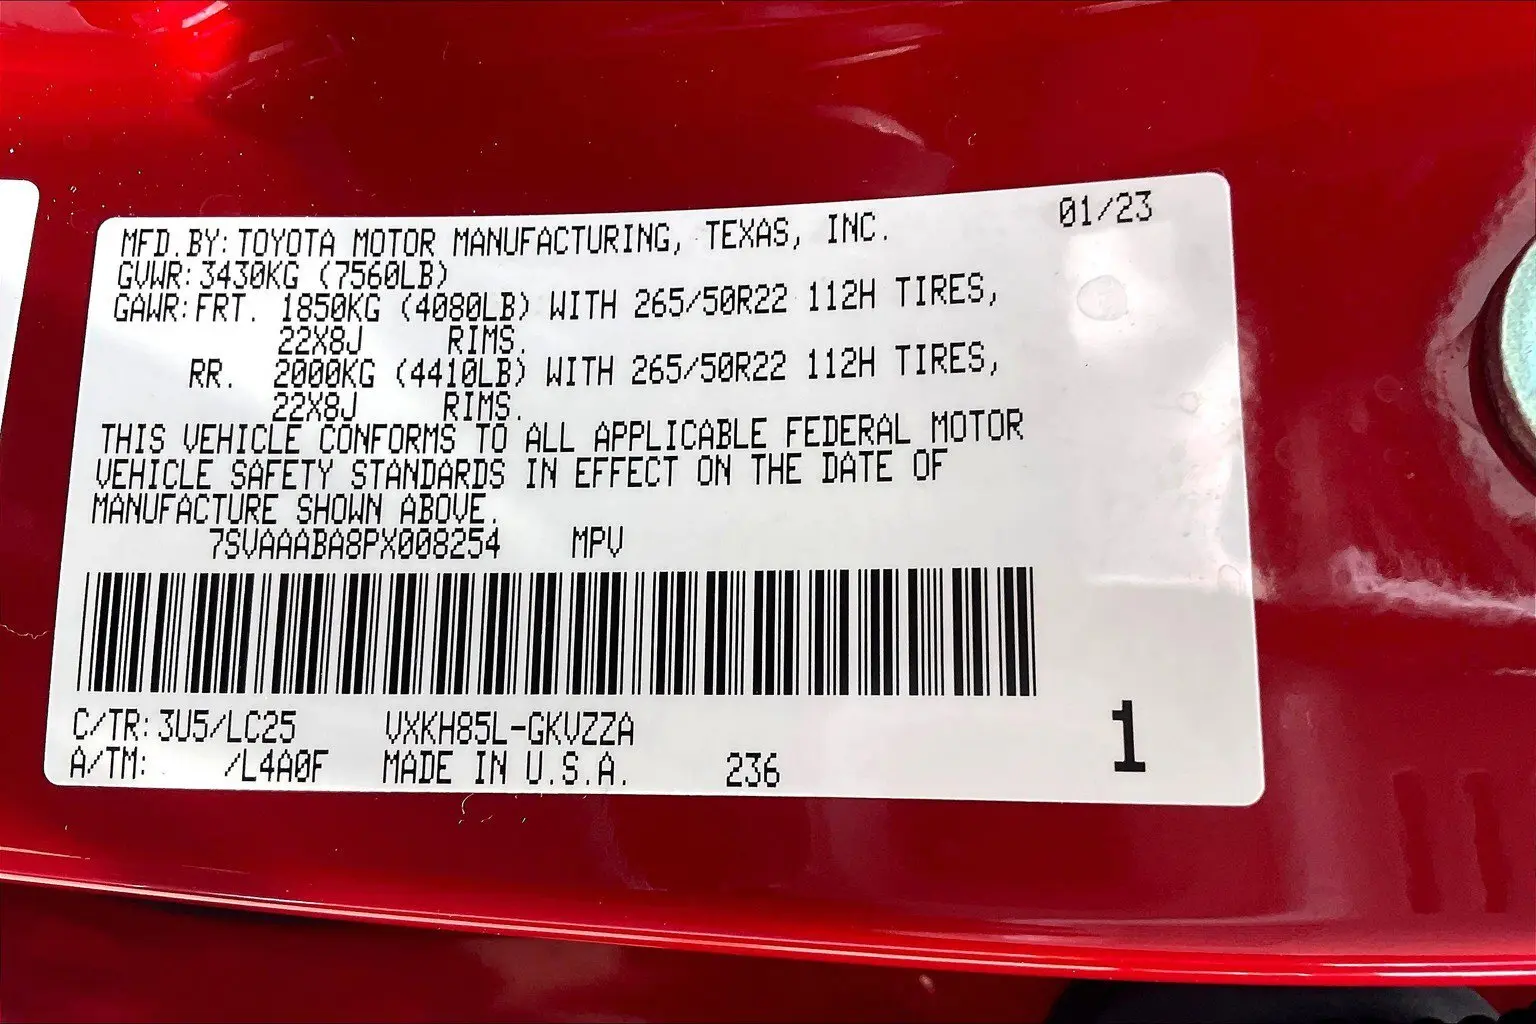 01/23
MFD.BY:TOYOTA MOTOR MANUFACTURING, TEXAS, INC.
GVWR:3430KG (7560LB)
GAWR:FRT. 1850KG (4080LB) WITH 265/50R22 112H TIRES,
22X8J RIMS.
RR. 2000KG (4410LB) WITH 265/50R22 112H TIRES,
22X8J RIMS.
THIS VEHICLE CONFORMS TO ALL APPLICABLE FEDERAL MOTOR
VEHICLE SAFETY STANDARDS IN EFFECT ON THE DATE OF
MANUFACTURE SHOWN ABOVE.
7SVAAABA8PX008254 MPV
C/TR:3U5/LC25 VXKH85L-GKVZZA
A/TM: /L4A0F MADE IN U.S.A. 236
1